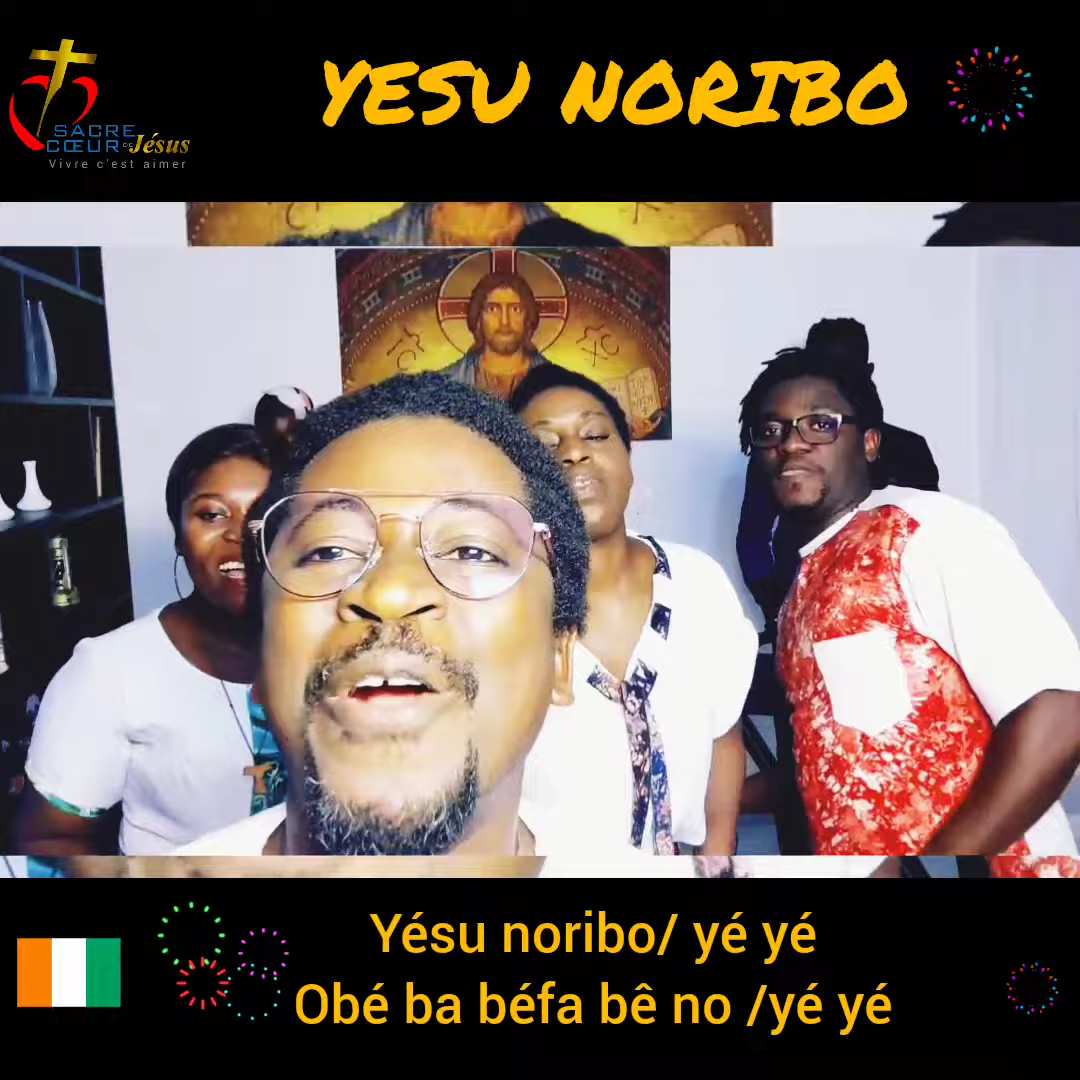 YESU NORIBO
SACRE
CŒUR DE Jésus
Vivre c'est aimer
Yésu noribo/ yé yé
Obé ba béfa bê no /yé yé